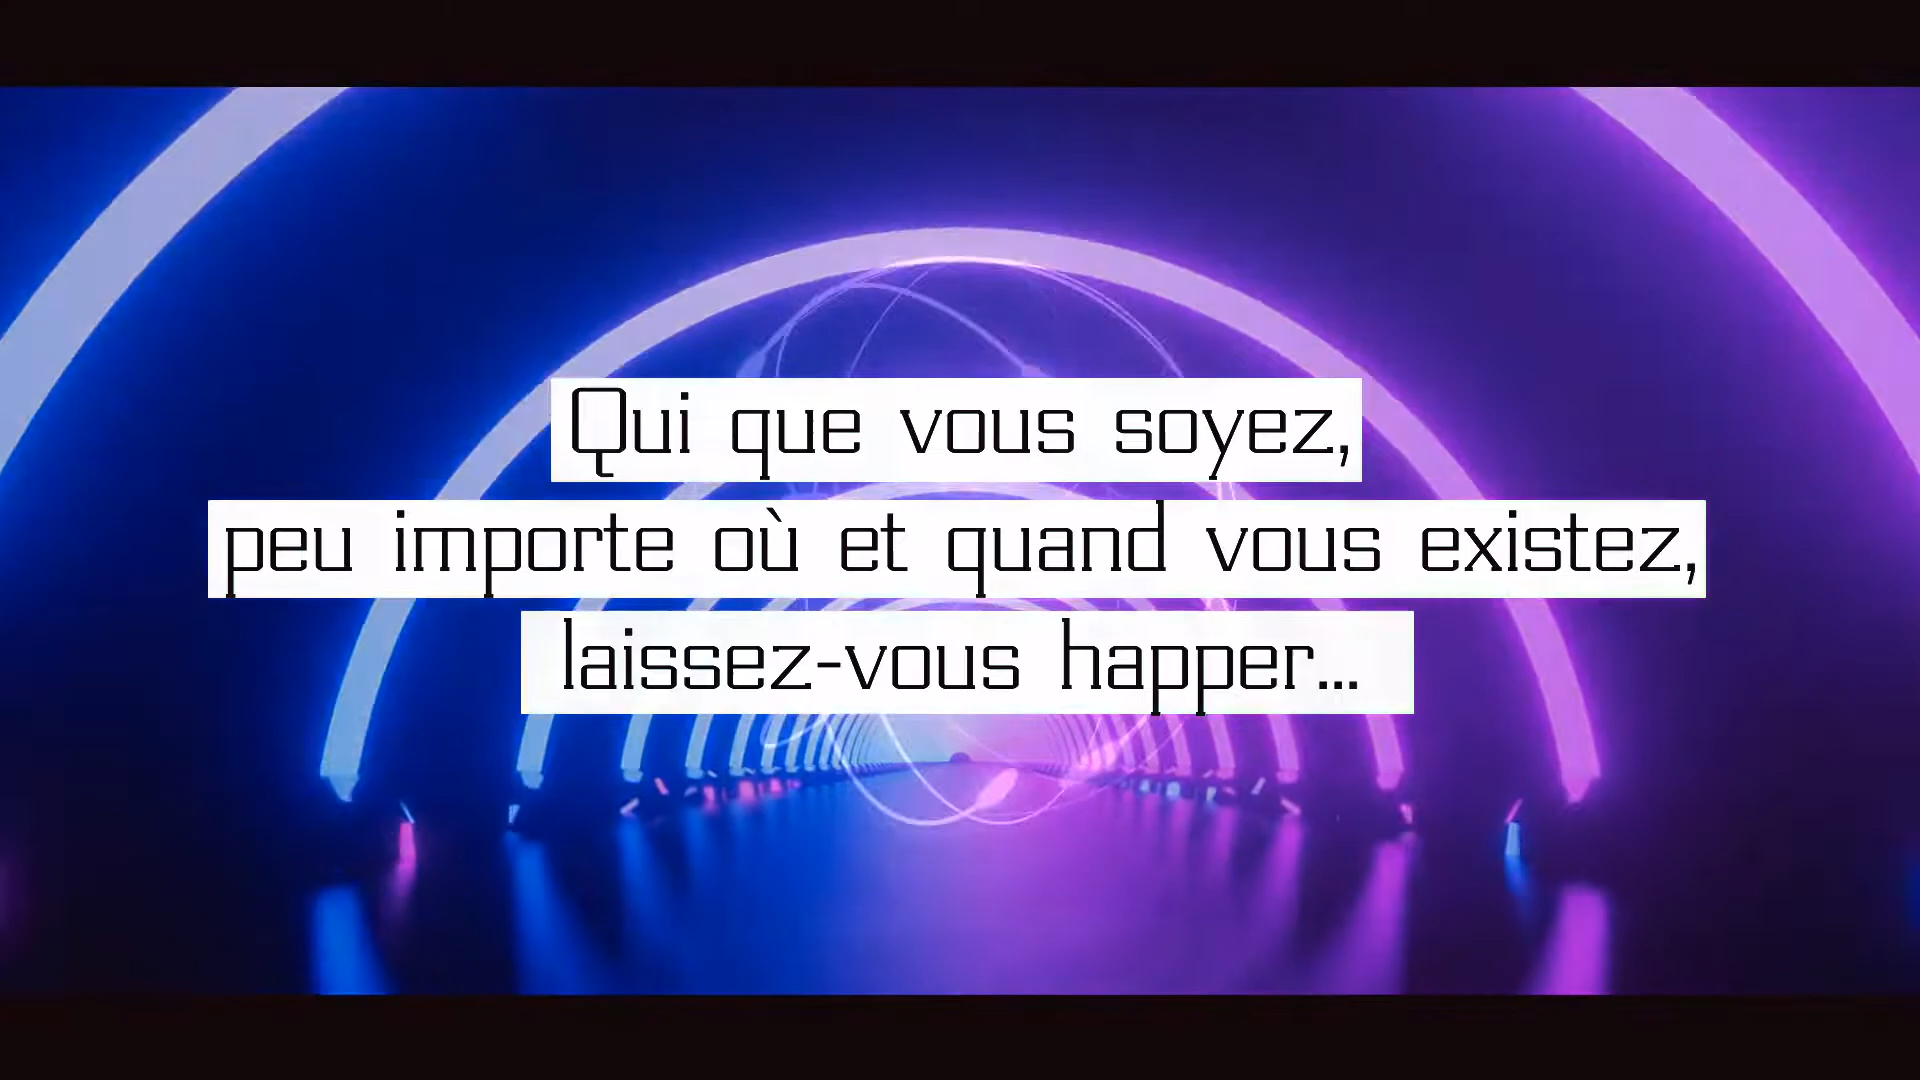 Qui que vous soyez,
peu importe où et quand vous existez,
laissez-vous happer...